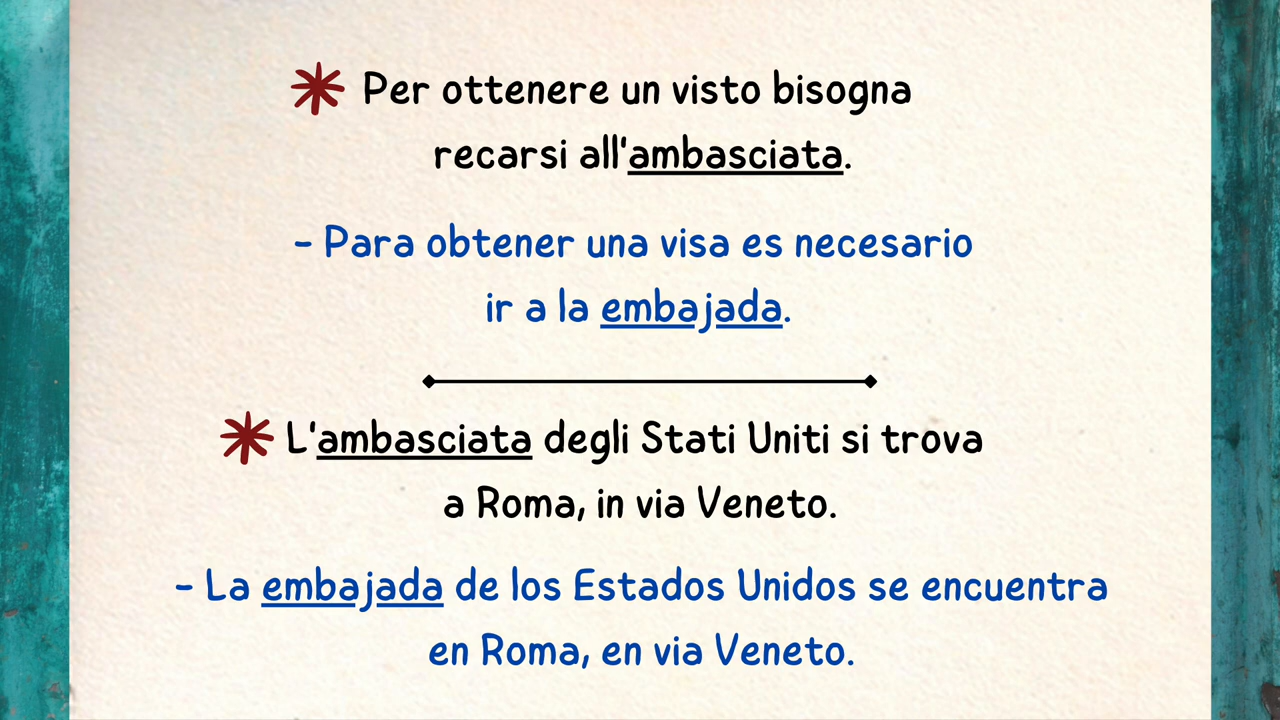 Per ottenere un visto bisogna
recarsi all'ambasciata.
- Para obtener una visa es necesario
ir a la embajada.
L'ambasciata degli Stati Uniti si trova
a Roma, in via Veneto.
- La embajada de los Estados Unidos se encuentra
en Roma, en via Veneto.